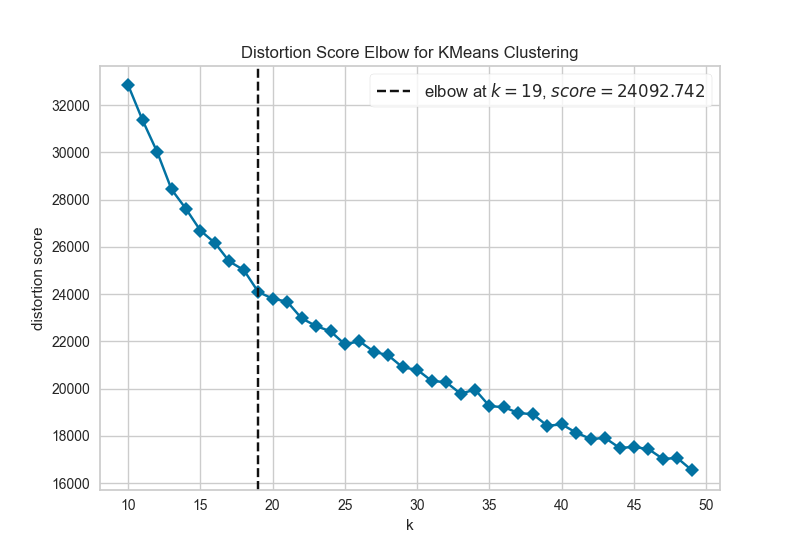 Distortion Score Elbow for KMeans Clustering
elbow at k = 19, score = 24092.742
distortion score
32000
30000
28000
26000
24000
22000
20000
18000
16000
10 15 20 25 30 35 40 45 50
k